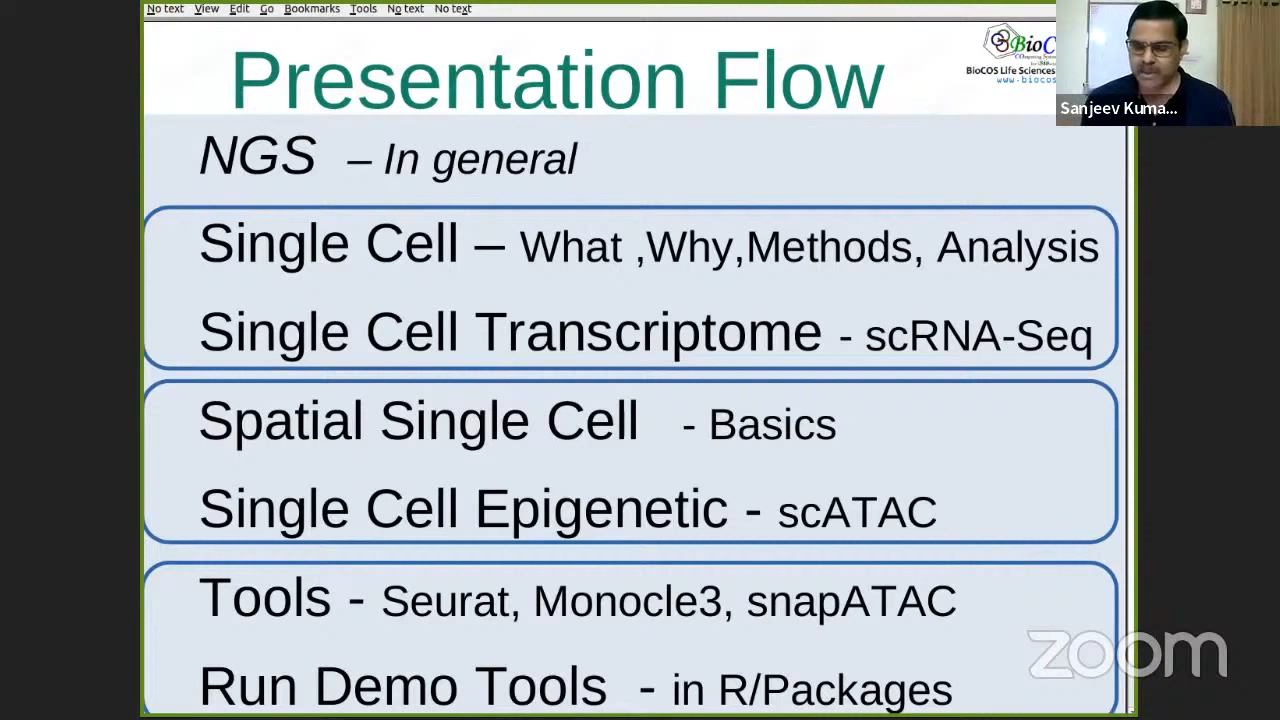 No text View Edit Go Bookmarks Tools No text No text
Presentation Flow
BioC
BioCOS Life Sciences
www.biocos
Sanjeev Kuma...
NGS – In general
Single Cell – What ,Why,Methods, Analysis
Single Cell Transcriptome - scRNA-Seq
Spatial Single Cell - Basics
Single Cell Epigenetic - scATAC
Tools - Seurat, Monocle3, snapATAC
Run Demo Tools - in R/Packages
zoom